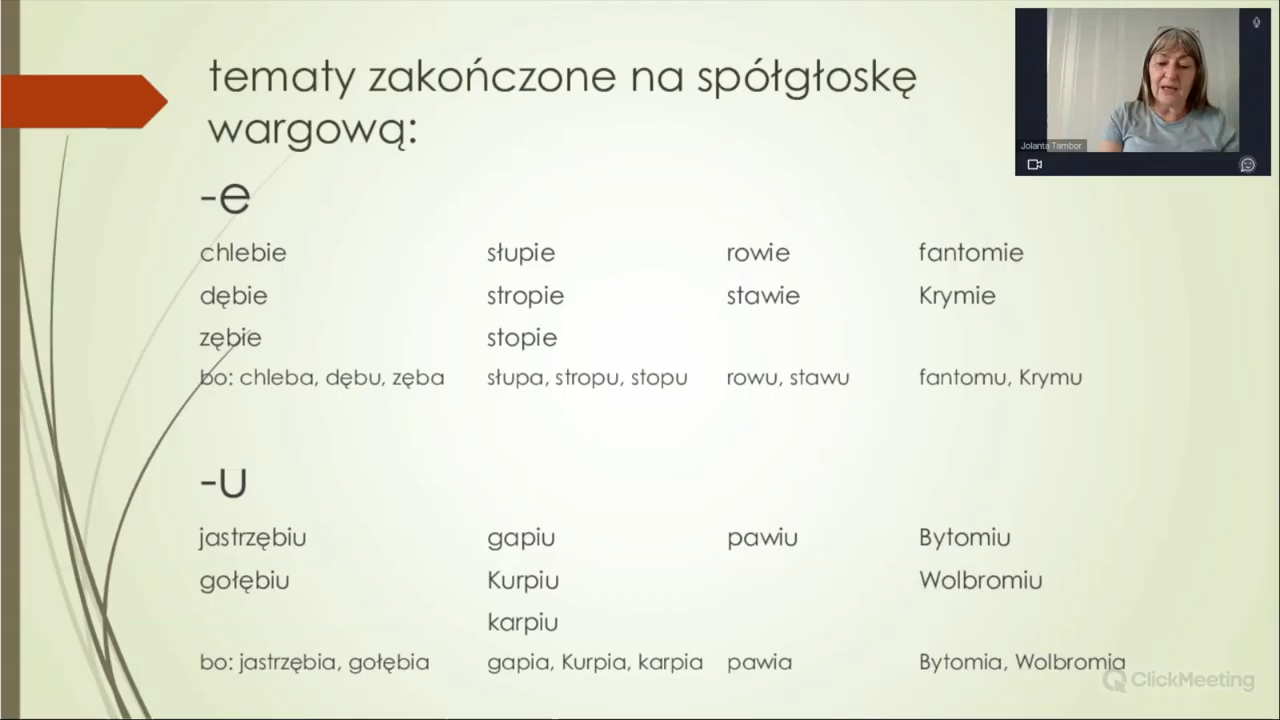 tematy zakończone na spółgłoskę
wargową:
Jolanta Tambor
-e
chlebie słupie rowie fantomie
dębie stropie stawie Krymie
zębie stopie
bo: chleba, dębu, zęba słupa, stropu, stopu rowu, stawu fantomu, Krymu
-u
jastrzębiu gapiu pawiu Bytomiu
gołębiu Kurpiu Wolbromiu
karpiu
bo: jastrzębia, gołębia gapia, Kurpia, karpia pawia Bytomia, Wolbromia
ClickMeeting